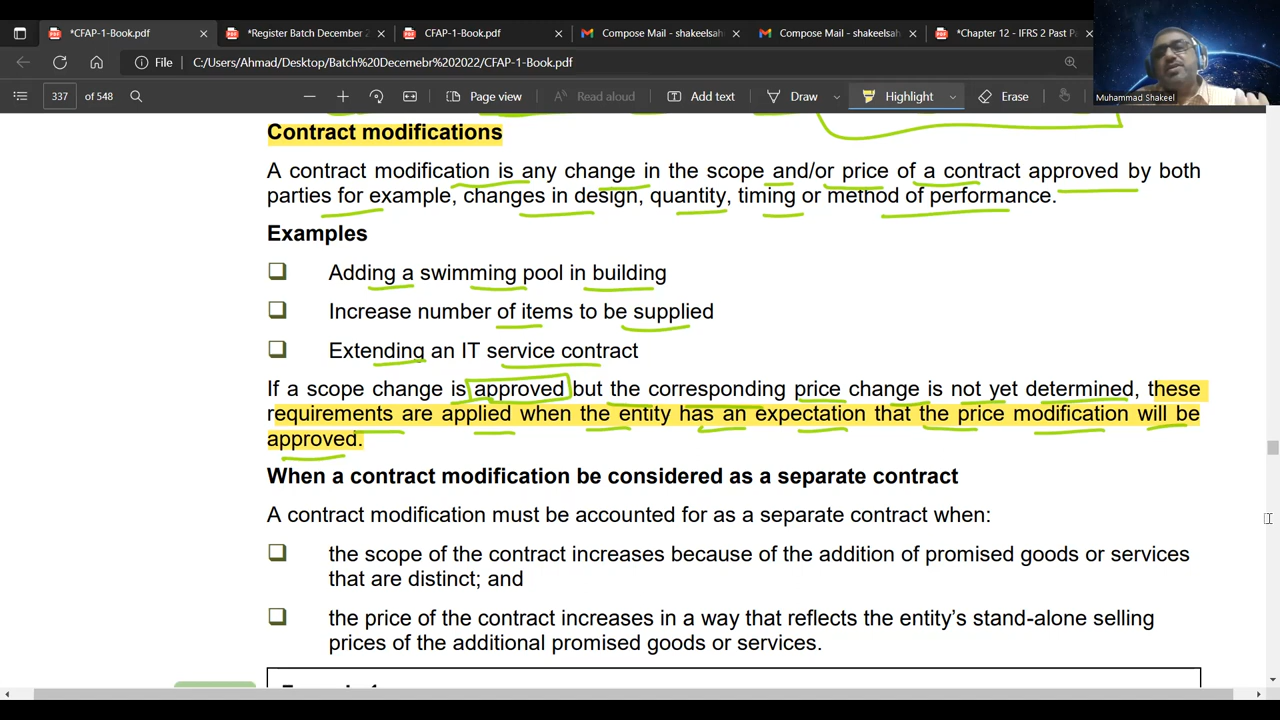 *CFAP-1-Book.pdf
*Register Batch December 2
CFAP-1-Book.pdf
Compose Mail - shakeelsah
Compose Mail - shakeelsah
*Chapter 12 - IFRS 2 Past Pa
File C:/Users/Ahmad/Desktop/Batch%20Decemebr%202022/CFAP-1-Book.pdf
337 of 548 Page view Read aloud Add text Draw Highlight Erase
Muhammad Shakeel
Contract modifications
A contract modification is any change in the scope and/or price of a contract approved by both
parties for example, changes in design, quantity, timing or method of performance.
Examples
Adding a swimming pool in building
Increase number of items to be supplied
Extending an IT service contract
If a scope change is approved but the corresponding price change is not yet determined, these
requirements are applied when the entity has an expectation that the price modification will be
approved.
When a contract modification be considered as a separate contract
A contract modification must be accounted for as a separate contract when:
the scope of the contract increases because of the addition of promised goods or services
that are distinct; and
the price of the contract increases in a way that reflects the entity's stand-alone selling
prices of the additional promised goods or services.